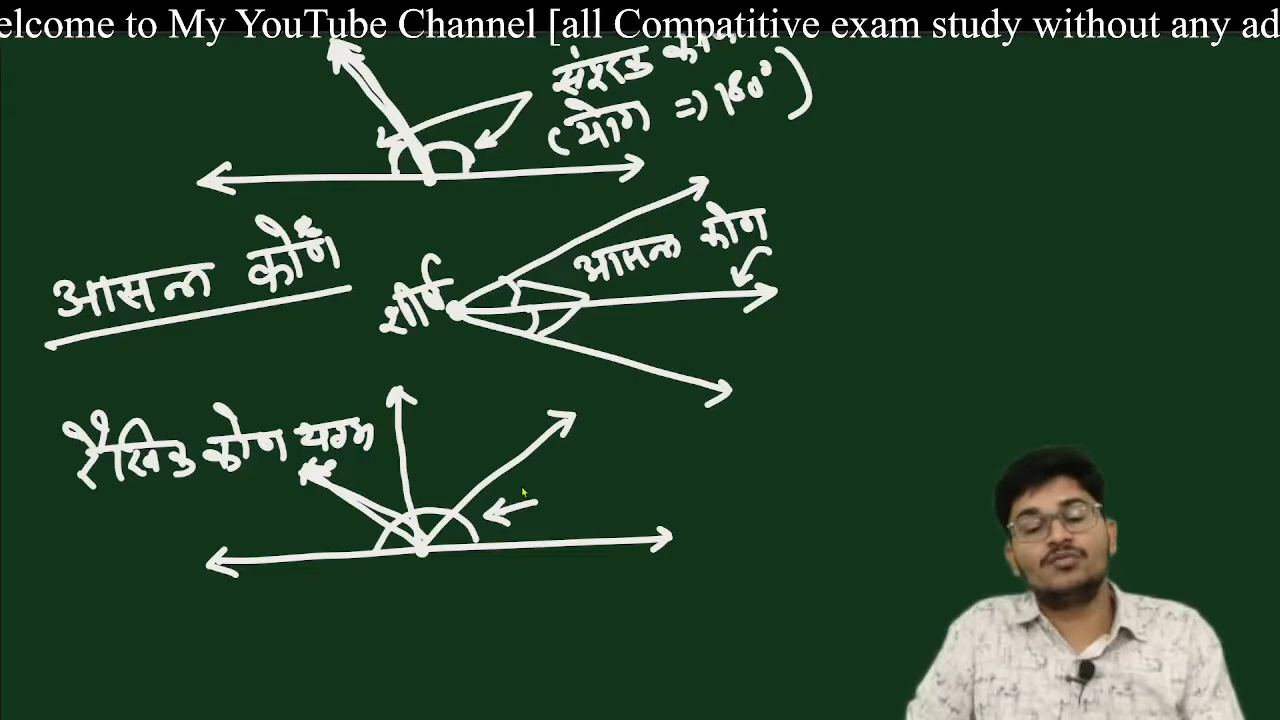 elcome to My YouTube Channel [all Compatitive exam study without any ad
संपूरक कोण
(योग => 180°)
आसन्न कोण
आसन्न कोण
शीर्ष
रैखिक कोण युग्म